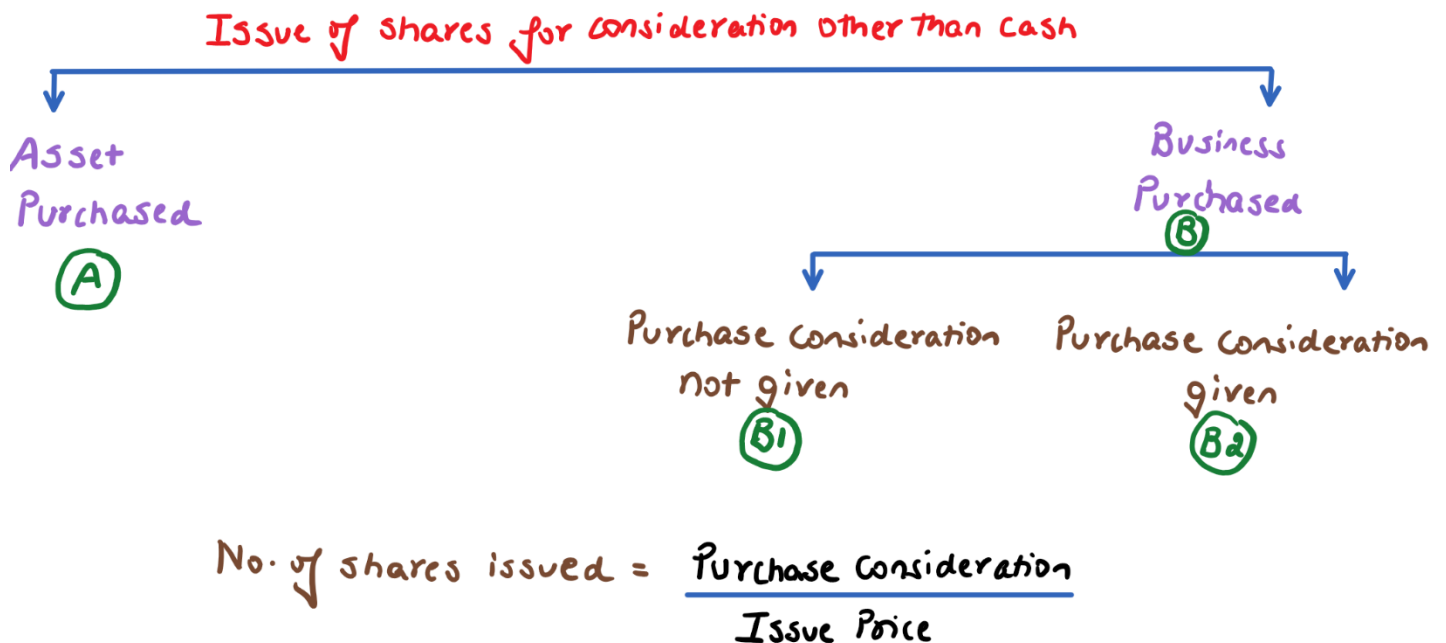 Issue of shares for consideration other than cash
Asset
Purchased
A
Business
Purchased
B
Purchase consideration
not given
B1
Purchase consideration
given
B2
No. of shares issued = Purchase consideration
Issue Price